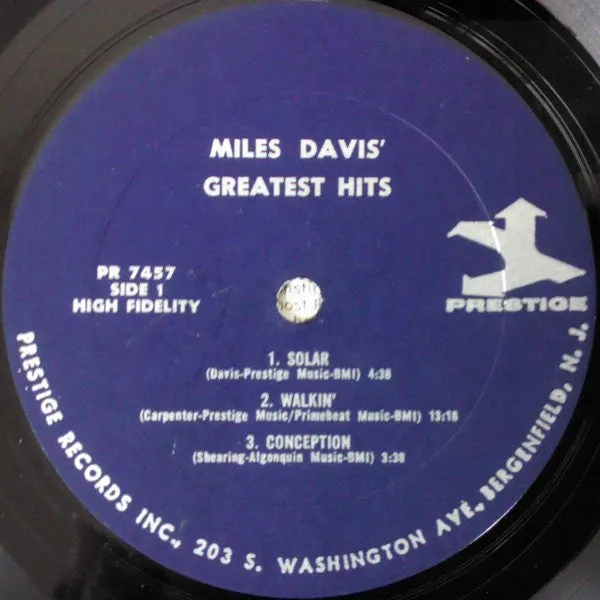 MILES DAVIS'
GREATEST HITS
PR 7457
SIDE 1
HIGH FIDELITY
PRESTIGE
1. SOLAR
(Davis-Prestige Music-BMI) 4:38
2. WALKIN'
(Carpenter-Prestige Music/Primeheat Music-BMI) 13:18
3. CONCEPTION
(Shearing-Algonquin Music-BMI) 3:38
PRESTIGE RECORDS INC., 203 S. WASHINGTON AVE, BERGENFIELD, N. J.